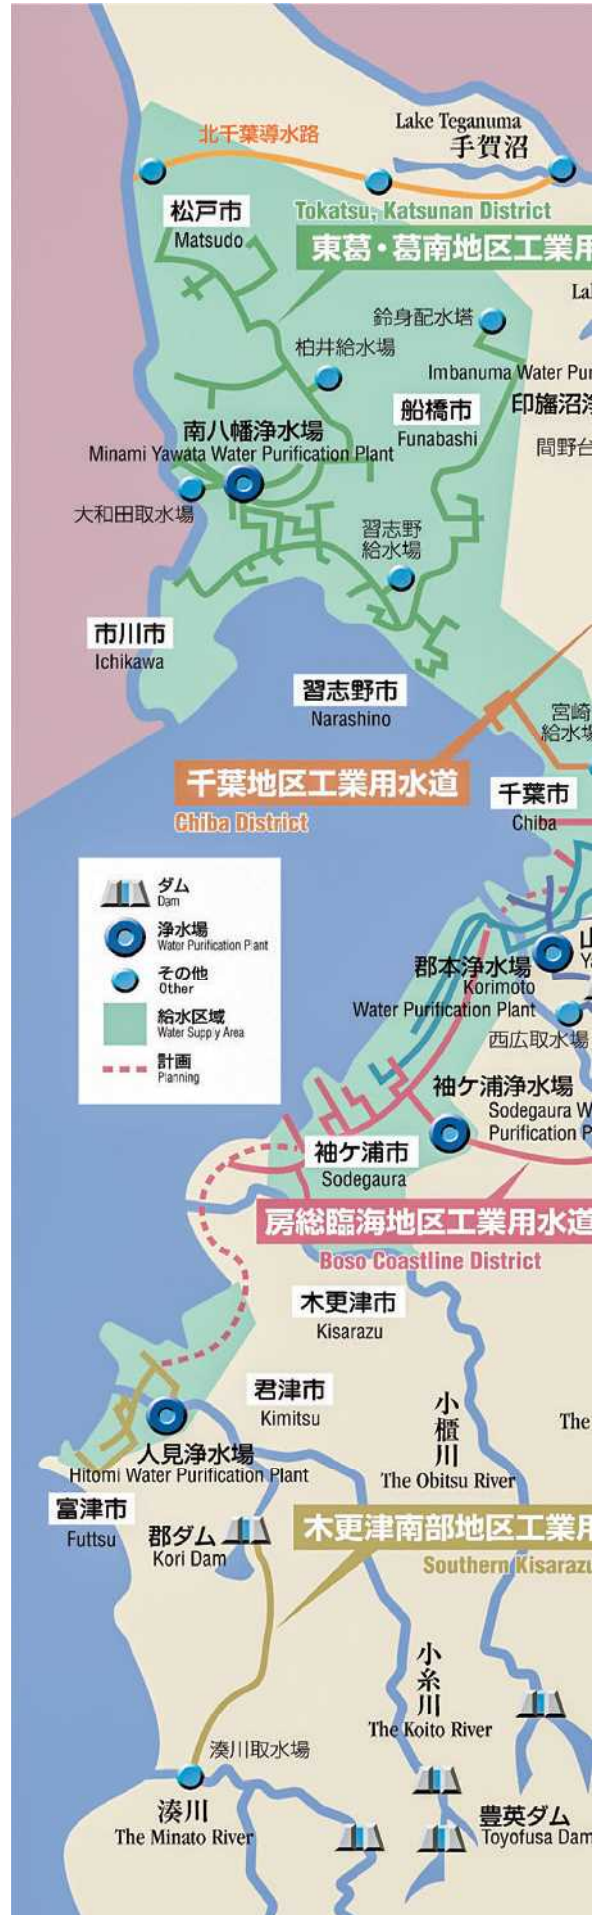 Lake Teganuma
手賀沼
北千葉導水路
松戸市
Matsudo
Tokatsu, Katsunan District
東葛・葛南地区工業用
La
鈴身配水塔
柏井給水場
Imbanuma Water Pu
船橋市
Funabashi
印旛沼浄
間野台
南八幡浄水場
Minami Yawata Water Purification Plant
大和田取水場
習志野
給水場
市川市
Ichikawa
習志野市
Narashino
宮崎
給水場
千葉地区工業用水道
Chiba District
千葉市
Chiba
ダム
Dam
浄水場
Water Purification Plant
その他
Other
給水区域
Water Supply Area
計画
Planning
郡本浄水場
Korimoto
Water Purification Plant
山
Ya
西広取水場
袖ケ浦浄水場
Sodegaura W
Purification P
袖ケ浦市
Sodegaura
房総臨海地区工業用水道
Boso Coastline District
木更津市
Kisarazu
君津市
Kimitsu
小櫃川
The Obitsu River
The
人見浄水場
Hitomi Water Purification Plant
富津市
Futtsu
郡ダム
Kori Dam
木更津南部地区工業用
Southern Kisarazu
小糸川
The Koito River
湊川取水場
湊川
The Minato River
豊英ダム
Toyofusa Dam